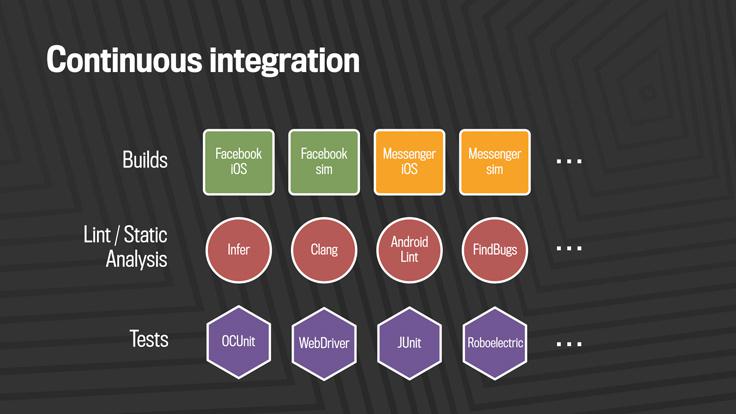 Continuous integration
Builds
Facebook
iOS
Facebook
sim
Messenger
iOS
Messenger
sim
...
Lint / Static
Analysis
Infer
Clang
Android
Lint
FindBugs
...
Tests
OCUnit
WebDriver
JUnit
Roboelectric
...